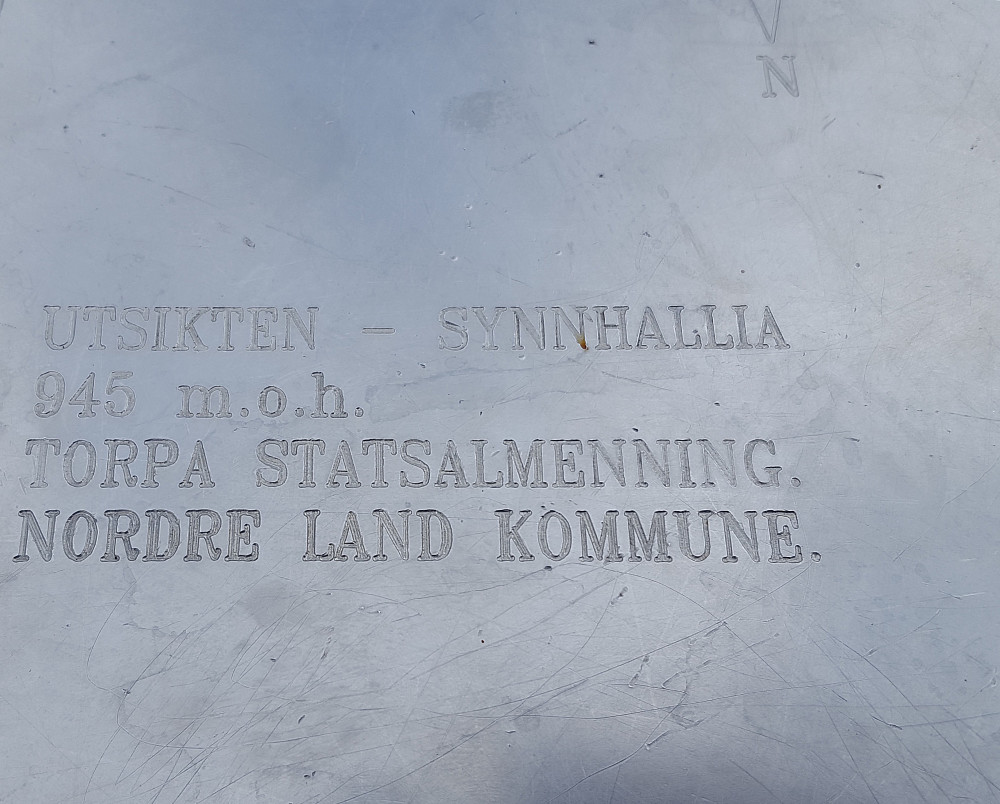 N
UTSIKTEN - SYNNHALLIA
945 m.o.h.
TORPA STATSALMENNING.
NORDRE LAND KOMMUNE.